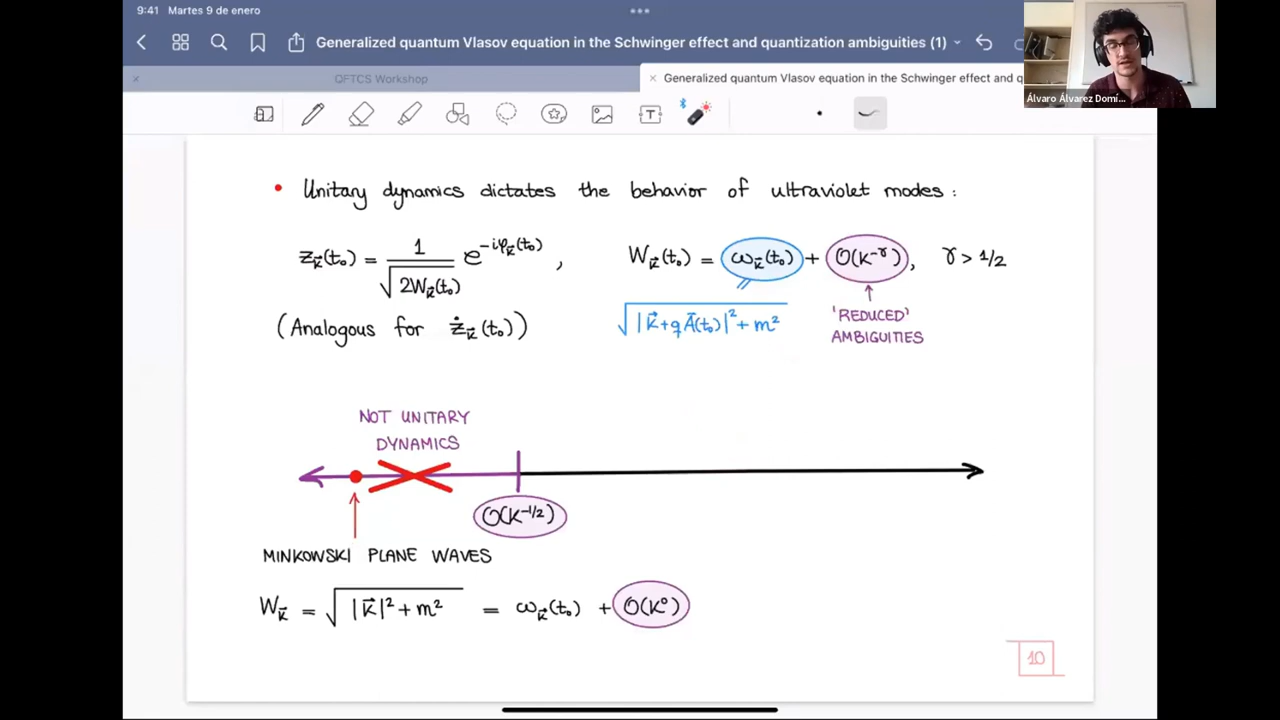 9:41 Martes 9 de enero
Generalized quantum Vlasov equation in the Schwinger effect and quantization ambiguities (1)
QFTCS Workshop
Generalized quantum Vlasov equation in the Schwinger effect and q
Álvaro Álvarez Domí...
• Unitary dynamics dictates the behavior of ultraviolet modes:
z_k⃗(t₀) = 1/√(2W_k⃗(t₀)) e^{-iφ_k⃗(t₀)}, W_k⃗(t₀) = ω_k⃗(t₀) + O(k^{-γ}), γ > 1/2
√(|k⃗+qA⃗(t₀)|²+m²)
(Analogous for ż_k⃗(t₀))
'REDUCED'
AMBIGUITIES
NOT UNITARY
DYNAMICS
O(k^{-1/2})
MINKOWSKI PLANE WAVES
W_k⃗ = √(|k⃗|²+m²) = ω_k⃗(t₀) + O(k⁰)
10